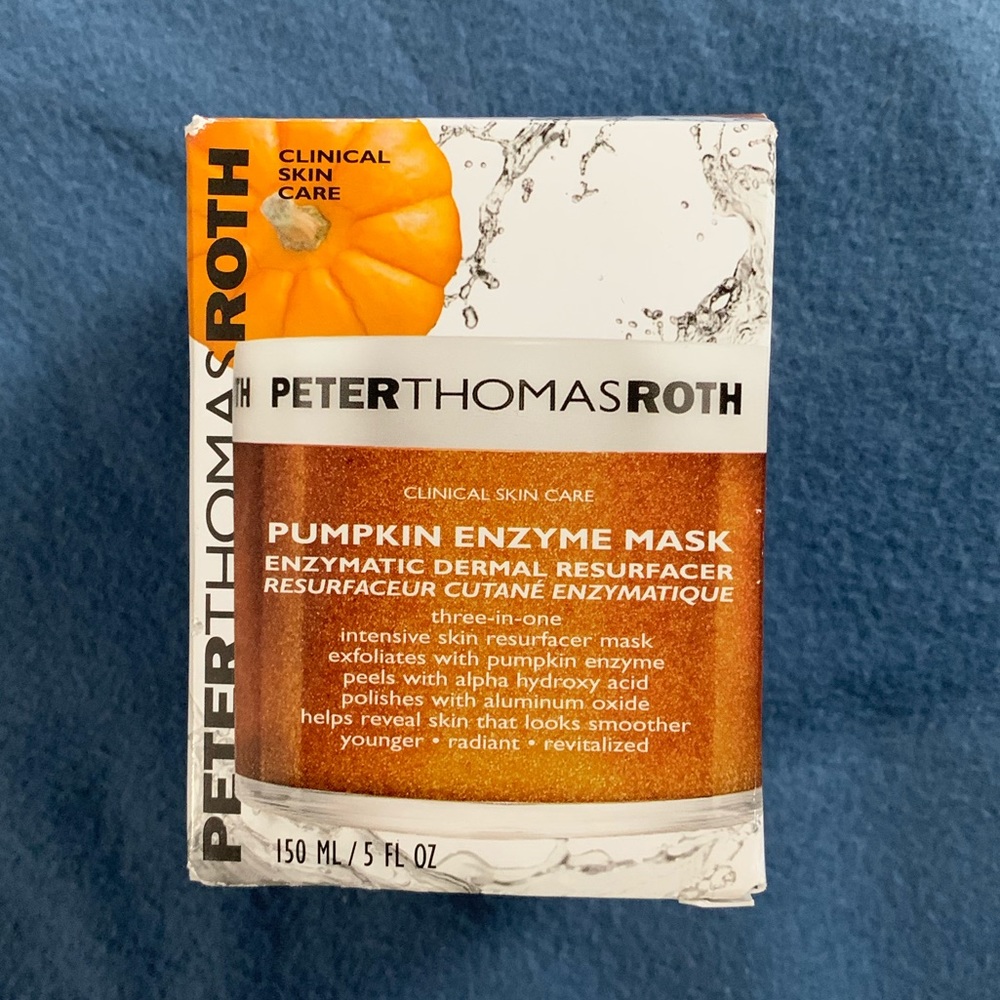 PETERTHOMASROTH
CLINICAL
SKIN
CARE
TH PETERTHOMASROTH
CLINICAL SKIN CARE
PUMPKIN ENZYME MASK
ENZYMATIC DERMAL RESURFACER
RESURFACEUR CUTANÉ ENZYMATIQUE
three-in-one
intensive skin resurfacer mask
exfoliates with pumpkin enzyme
peels with alpha hydroxy acid
polishes with aluminum oxide
helps reveal skin that looks smoother
younger • radiant • revitalized
150 ML / 5 FL OZ